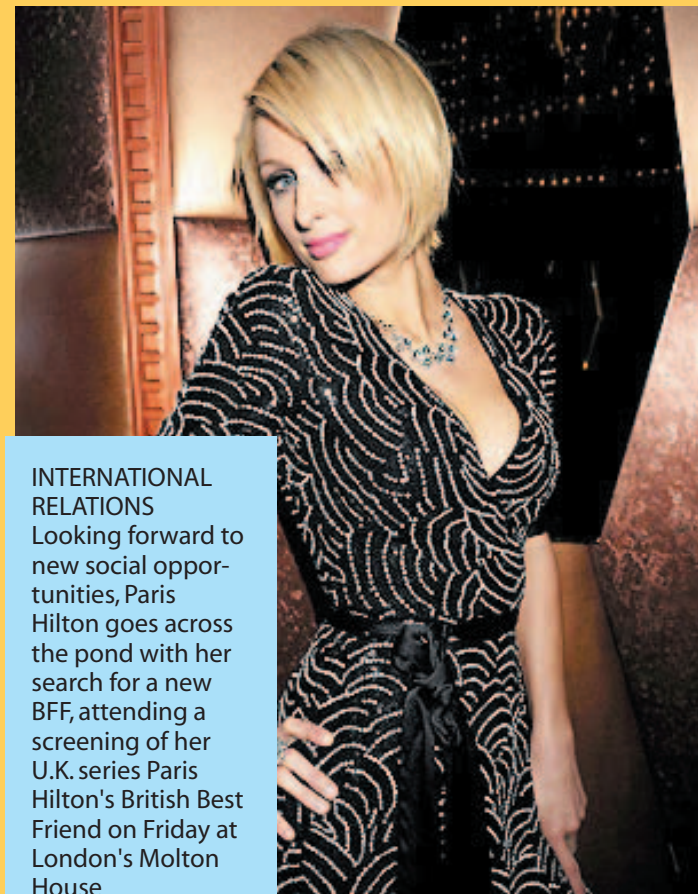 INTERNATIONAL
RELATIONS
Looking forward to
new social oppor-
tunities, Paris
Hilton goes across
the pond with her
search for a new
BFF, attending a
screening of her
U.K. series Paris
Hilton's British Best
Friend on Friday at
London's Molton
House